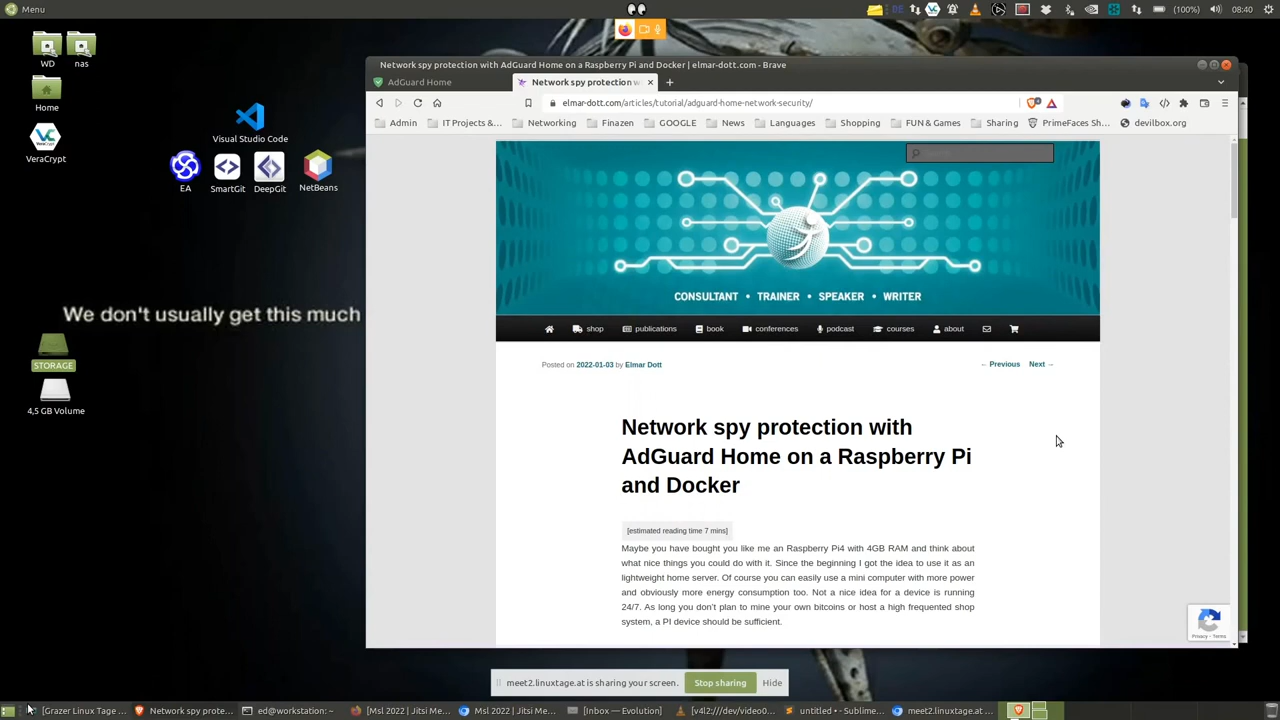 Menu
DE
(100%)
08:40
WD
nas
Home
VeraCrypt
Visual Studio Code
EA
SmartGit
DeepGit
NetBeans
We don't usually get this much
STORAGE
4,5 GB Volume
Network spy protection with AdGuard Home on a Raspberry Pi and Docker | elmar-dott.com - Brave
AdGuard Home
Network spy protection w
elmar-dott.com/articles/tutorial/adguard-home-network-security/
Admin
IT Projects &...
Networking
Finazen
GOOGLE
News
Languages
Shopping
FUN & Games
Sharing
PrimeFaces Sh...
devilbox.org
CONSULTANT • TRAINER • SPEAKER • WRITER
shop
publications
book
conferences
podcast
courses
about
Posted on 2022-01-03 by Elmar Dott
← Previous Next →
Network spy protection with
AdGuard Home on a Raspberry Pi
and Docker
[estimated reading time 7 mins]
Maybe you have bought you like me an Raspberry Pi4 with 4GB RAM and think about
what nice things you could do with it. Since the beginning I got the idea to use it as an
lightweight home server. Of course you can easily use a mini computer with more power
and obviously more energy consumption too. Not a nice idea for a device is running
24/7. As long you don't plan to mine your own bitcoins or host a high frequented shop
system, a PI device should be sufficient.
Privacy - Terms
meet2.linuxtage.at is sharing your screen.
Stop sharing
Hide
[Grazer Linux Tage ...
Network spy protect...
ed@workstation: ~
[Msl 2022 | Jitsi Me...
Msl 2022 | Jitsi Me...
[Inbox — Evolution]
[v4l2:///dev/video0...
untitled • - Sublime...
meet2.linuxtage.at ...